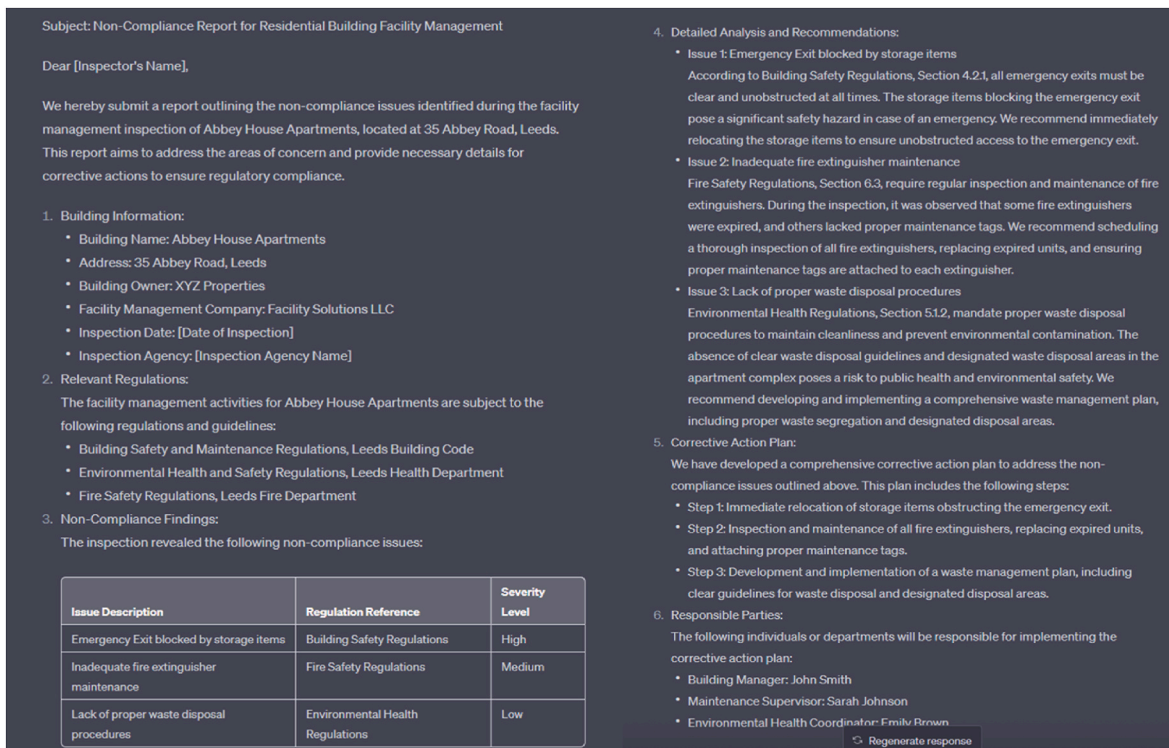 Subject: Non-Compliance Report for Residential Building Facility Management
Dear [Inspector's Name],
We hereby submit a report outlining the non-compliance issues identified during the facility
management inspection of Abbey House Apartments, located at 35 Abbey Road, Leeds.
This report aims to address the areas of concern and provide necessary details for
corrective actions to ensure regulatory compliance.
1. Building Information:
• Building Name: Abbey House Apartments
• Address: 35 Abbey Road, Leeds
• Building Owner: XYZ Properties
• Facility Management Company: Facility Solutions LLC
• Inspection Date: [Date of Inspection]
• Inspection Agency: [Inspection Agency Name]
2. Relevant Regulations:
The facility management activities for Abbey House Apartments are subject to the
following regulations and guidelines:
• Building Safety and Maintenance Regulations, Leeds Building Code
• Environmental Health and Safety Regulations, Leeds Health Department
• Fire Safety Regulations, Leeds Fire Department
3. Non-Compliance Findings:
The inspection revealed the following non-compliance issues:
Issue Description Regulation Reference Severity
Level
Emergency Exit blocked by storage items Building Safety Regulations High
Inadequate fire extinguisher Fire Safety Regulations Medium
maintenance
Lack of proper waste disposal Environmental Health Low
procedures Regulations
4. Detailed Analysis and Recommendations:
• Issue 1: Emergency Exit blocked by storage items
According to Building Safety Regulations, Section 4.2.1, all emergency exits must be
clear and unobstructed at all times. The storage items blocking the emergency exit
pose a significant safety hazard in case of an emergency. We recommend immediately
relocating the storage items to ensure unobstructed access to the emergency exit.
• Issue 2: Inadequate fire extinguisher maintenance
Fire Safety Regulations, Section 6.3, require regular inspection and maintenance of fire
extinguishers. During the inspection, it was observed that some fire extinguishers
were expired, and others lacked proper maintenance tags. We recommend scheduling
a thorough inspection of all fire extinguishers, replacing expired units, and ensuring
proper maintenance tags are attached to each extinguisher.
• Issue 3: Lack of proper waste disposal procedures
Environmental Health Regulations, Section 5.1.2, mandate proper waste disposal
procedures to maintain cleanliness and prevent environmental contamination. The
absence of clear waste disposal guidelines and designated waste disposal areas in the
apartment complex poses a risk to public health and environmental safety. We
recommend developing and implementing a comprehensive waste management plan,
including proper waste segregation and designated disposal areas.
5. Corrective Action Plan:
We have developed a comprehensive corrective action plan to address the non-
compliance issues outlined above. This plan includes the following steps:
• Step 1: Immediate relocation of storage items obstructing the emergency exit.
• Step 2: Inspection and maintenance of all fire extinguishers, replacing expired units,
and attaching proper maintenance tags.
• Step 3: Development and implementation of a waste management plan, including
clear guidelines for waste disposal and designated disposal areas.
6. Responsible Parties:
The following individuals or departments will be responsible for implementing the
corrective action plan:
• Building Manager: John Smith
• Maintenance Supervisor: Sarah Johnson
• Environmental Health Coordinator: Emily Brown
Regenerate response